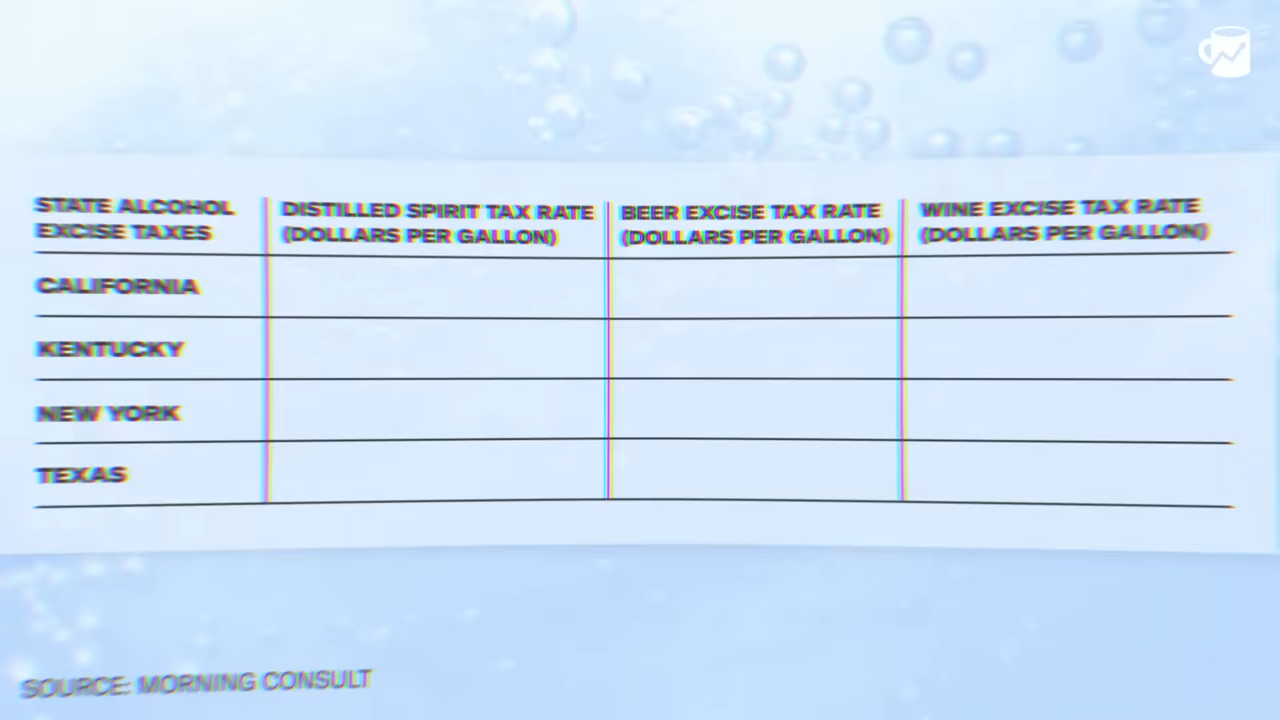 STATE ALCOHOL
EXCISE TAXES
DISTILLED SPIRIT TAX RATE
(DOLLARS PER GALLON)
BEER EXCISE TAX RATE
(DOLLARS PER GALLON)
WINE EXCISE TAX RATE
(DOLLARS PER GALLON)
CALIFORNIA
KENTUCKY
NEW YORK
TEXAS
SOURCE: MORNING CONSULT